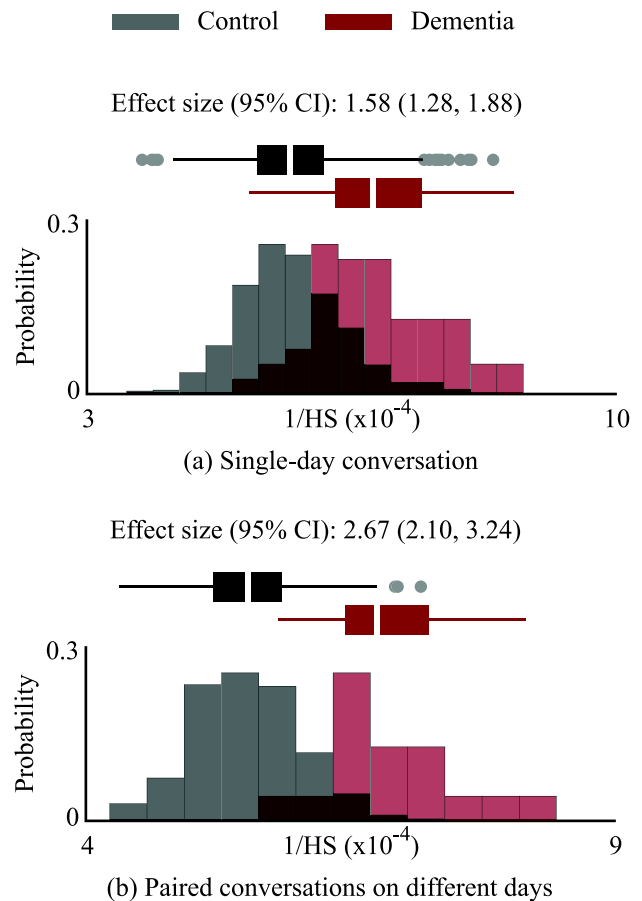 Control Dementia
Effect size (95% CI): 1.58 (1.28, 1.88)
0.3
Probability
0
3 1/HS (x10⁻⁴) 10
(a) Single-day conversation
Effect size (95% CI): 2.67 (2.10, 3.24)
0.3
Probability
0
4 1/HS (x10⁻⁴) 9
(b) Paired conversations on different days